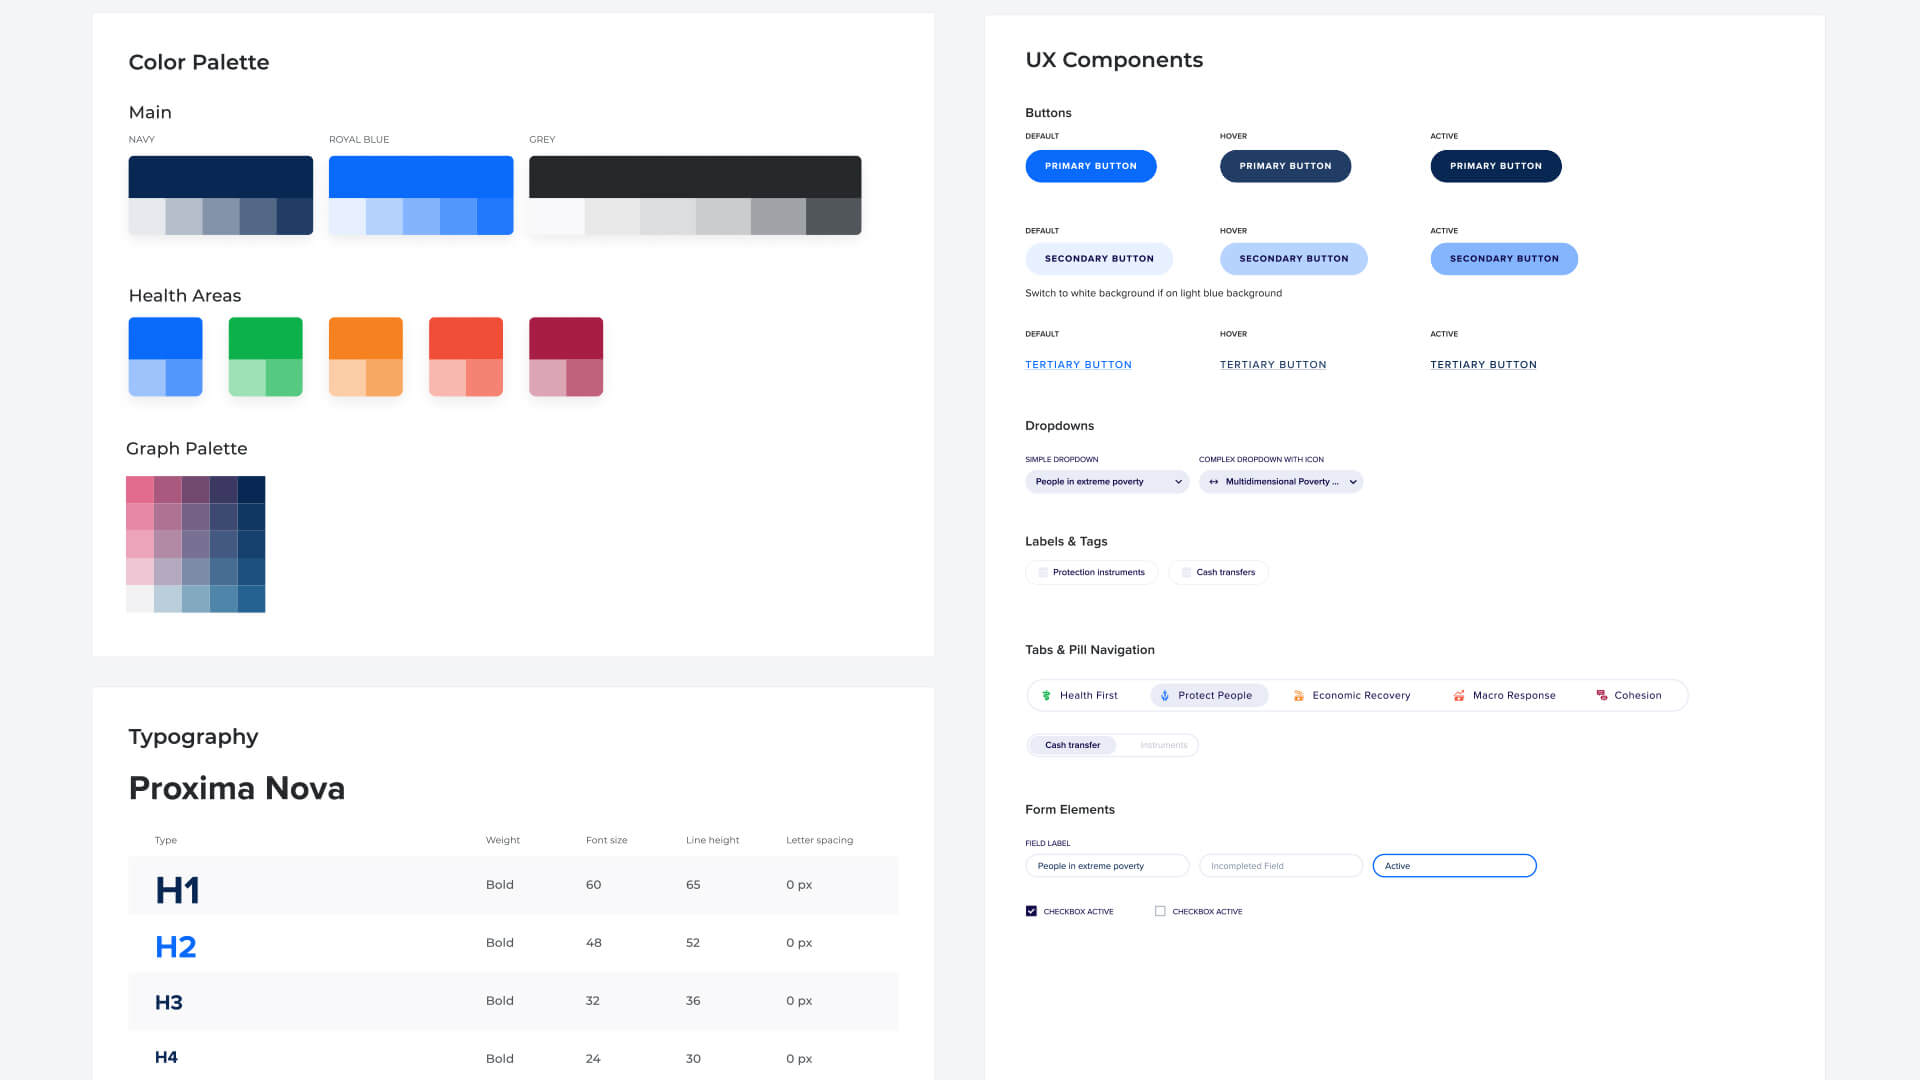 Color Palette
Main
NAVY ROYAL BLUE GREY
Health Areas
Graph Palette
Typography
Proxima Nova
Type Weight Font size Line height Letter spacing
H1 Bold 60 65 0 px
H2 Bold 48 52 0 px
H3 Bold 32 36 0 px
H4 Bold 24 30 0 px
UX Components
Buttons
DEFAULT HOVER ACTIVE
PRIMARY BUTTON PRIMARY BUTTON PRIMARY BUTTON
DEFAULT HOVER ACTIVE
SECONDARY BUTTON SECONDARY BUTTON SECONDARY BUTTON
Switch to white background if on light blue background
DEFAULT HOVER ACTIVE
TERTIARY BUTTON TERTIARY BUTTON TERTIARY BUTTON
Dropdowns
SIMPLE DROPDOWN COMPLEX DROPDOWN WITH ICON
People in extreme poverty Multidimensional Poverty ...
Labels & Tags
Protection instruments Cash transfers
Tabs & Pill Navigation
Health First Protect People Economic Recovery Macro Response Cohesion
Cash transfer Instruments
Form Elements
FIELD LABEL
People in extreme poverty Incompleted Field Active
CHECKBOX ACTIVE CHECKBOX ACTIVE